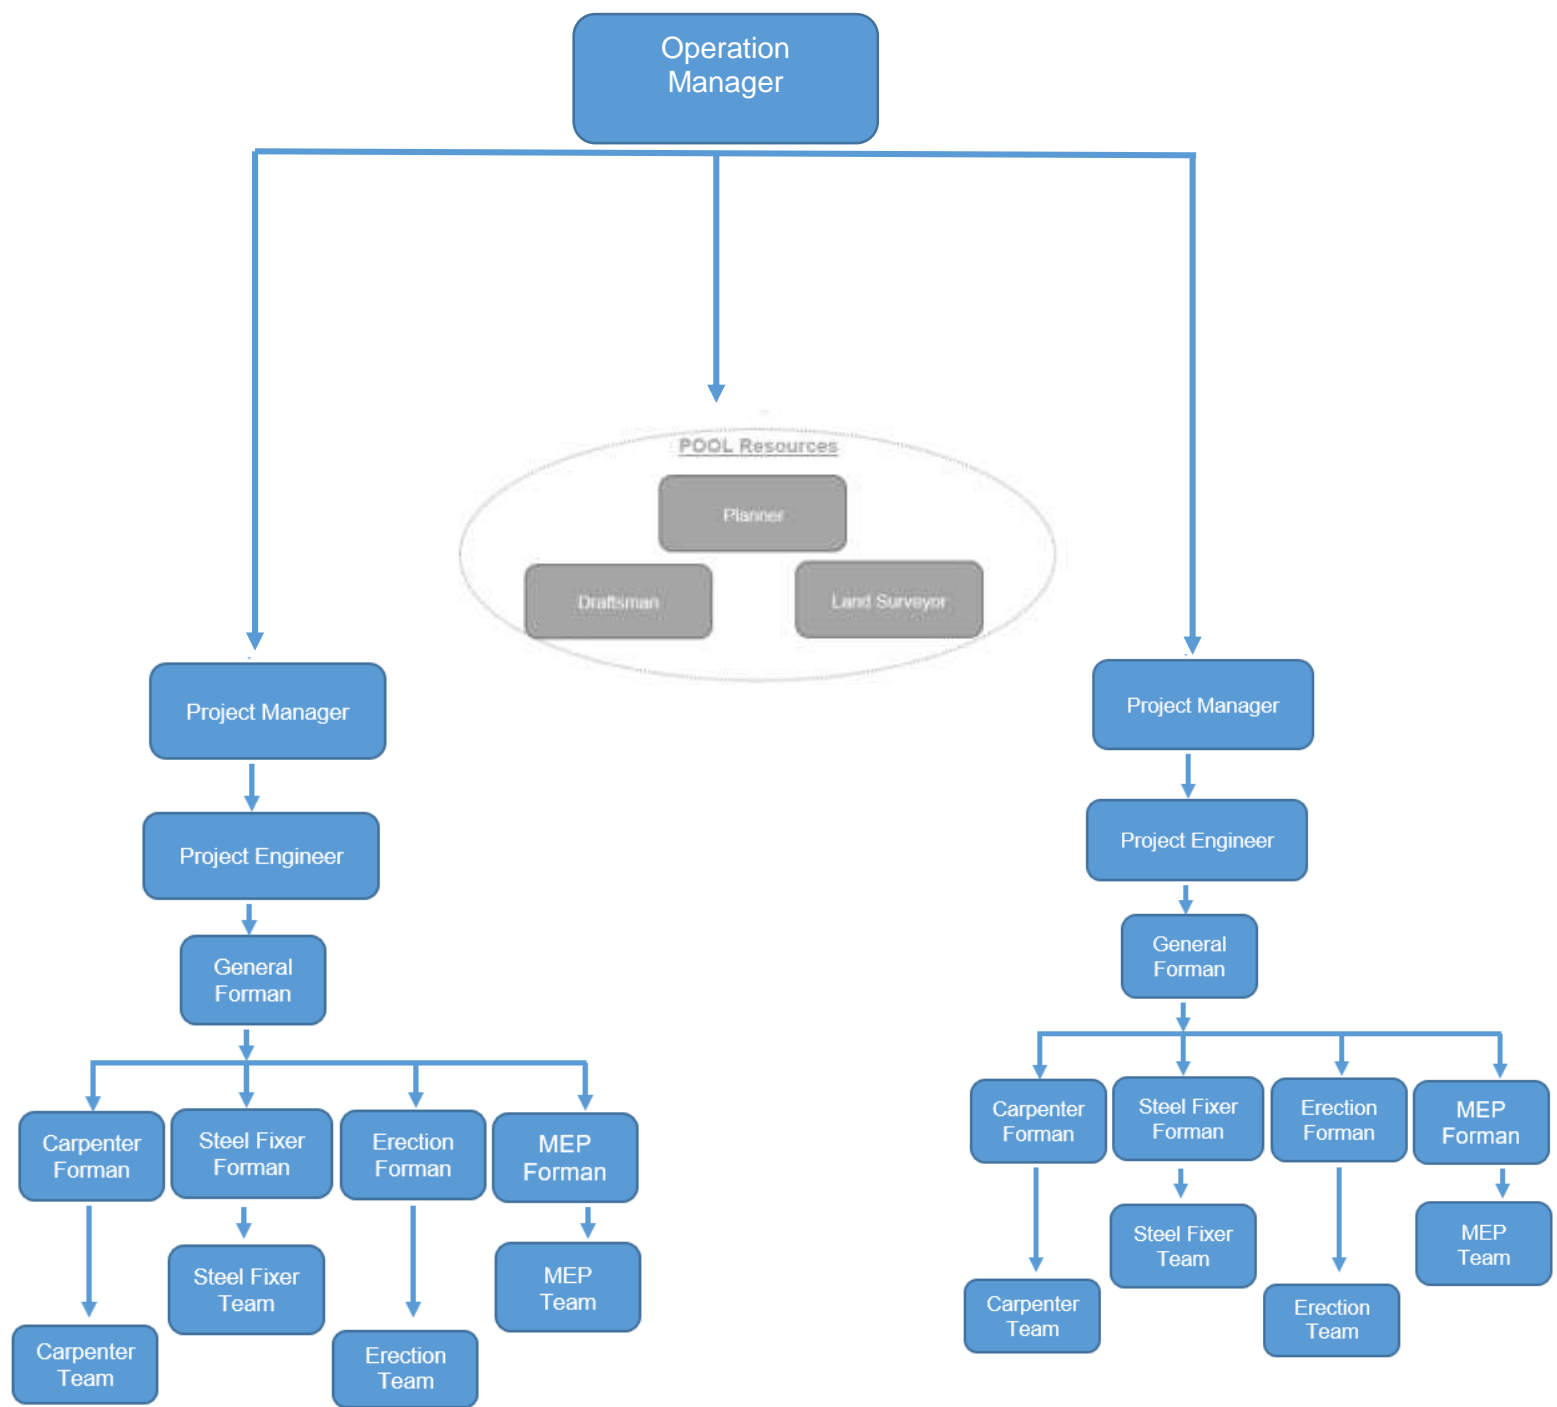 Operation
Manager
POOL Resources
Planner
Draftsman
Land Surveyor
Project Manager
Project Engineer
General
Forman
Carpenter
Forman
Steel Fixer
Forman
Erection
Forman
MEP
Forman
Steel Fixer
Team
MEP
Team
Carpenter
Team
Erection
Team
Project Manager
Project Engineer
General
Forman
Carpenter
Forman
Steel Fixer
Forman
Erection
Forman
MEP
Forman
Steel Fixer
Team
MEP
Team
Carpenter
Team
Erection
Team